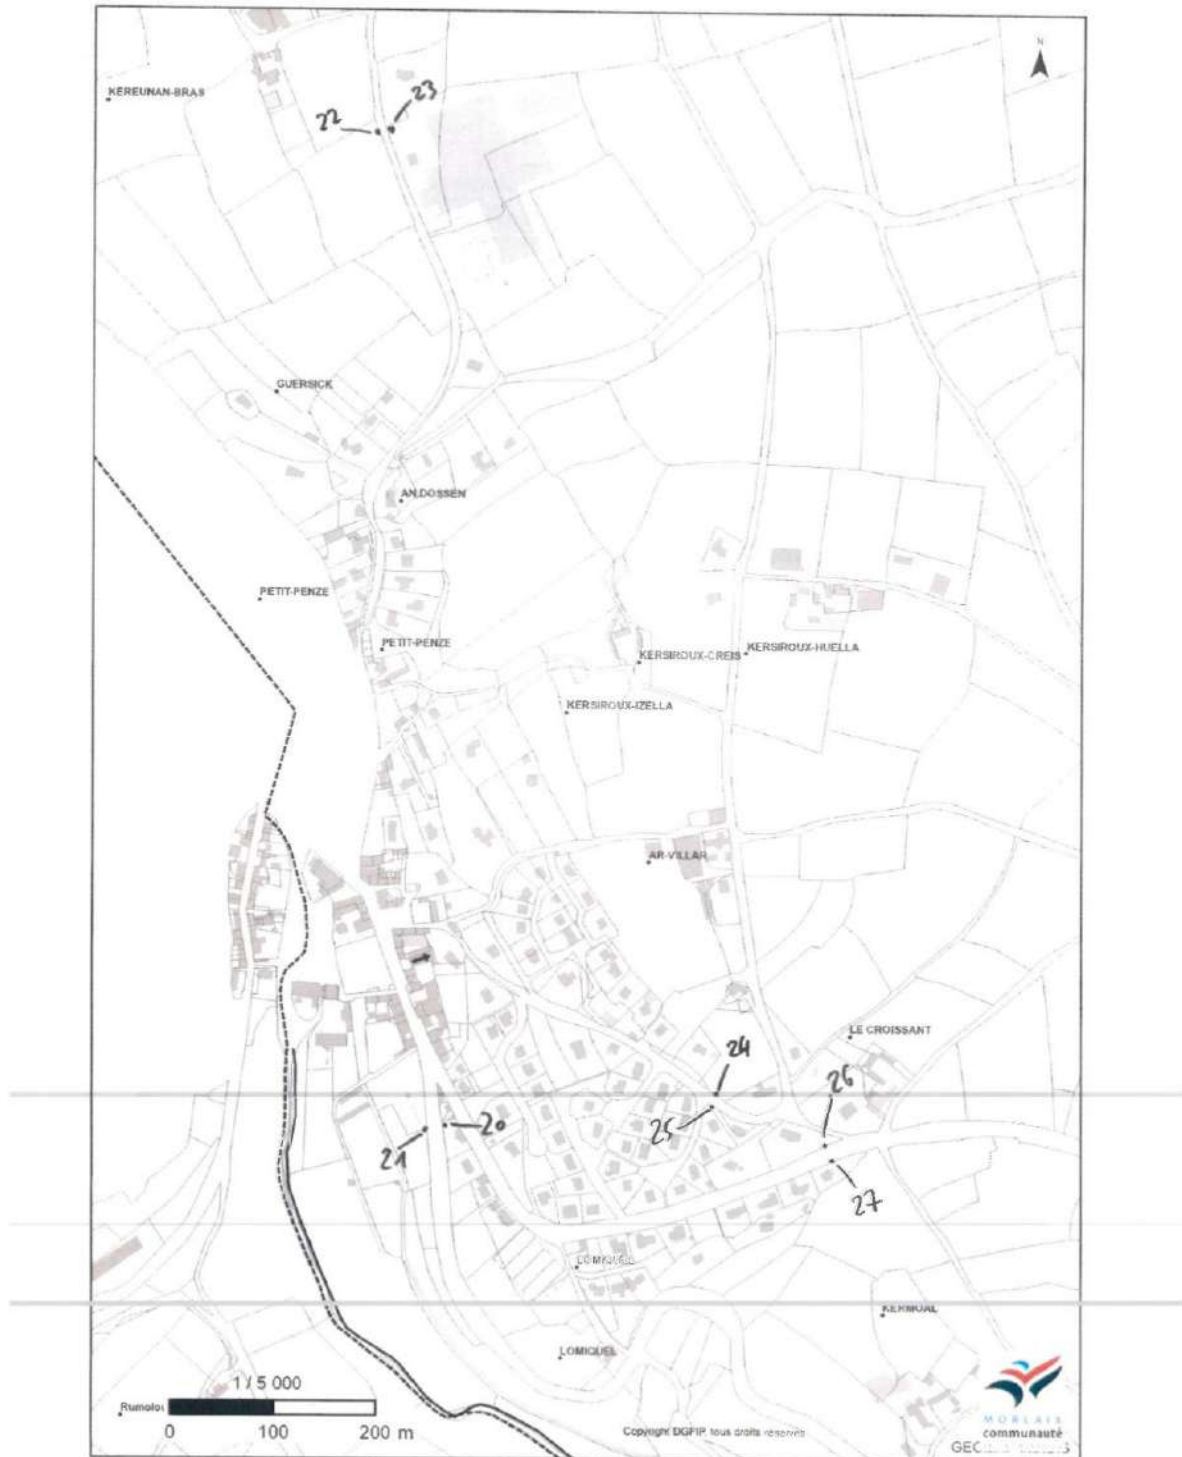 N
KEREUNAN-BRAS
22
23
GUERSICK
AN DOSSEN
PETIT-PENZE
PETIT-PENZE
KERSIROUX-CREIS
KERSIROUX-HUELLA
KERSIROUX-IZELLA
AR-VILLAR
LE CROISSANT
24
26
25
20
21
27
KERMOAL
LOMIQUEL
1 / 5 000
Rumolou
0 100 200 m
Copyright DGFIP, tous droits réservés
MORLAIX
communauté